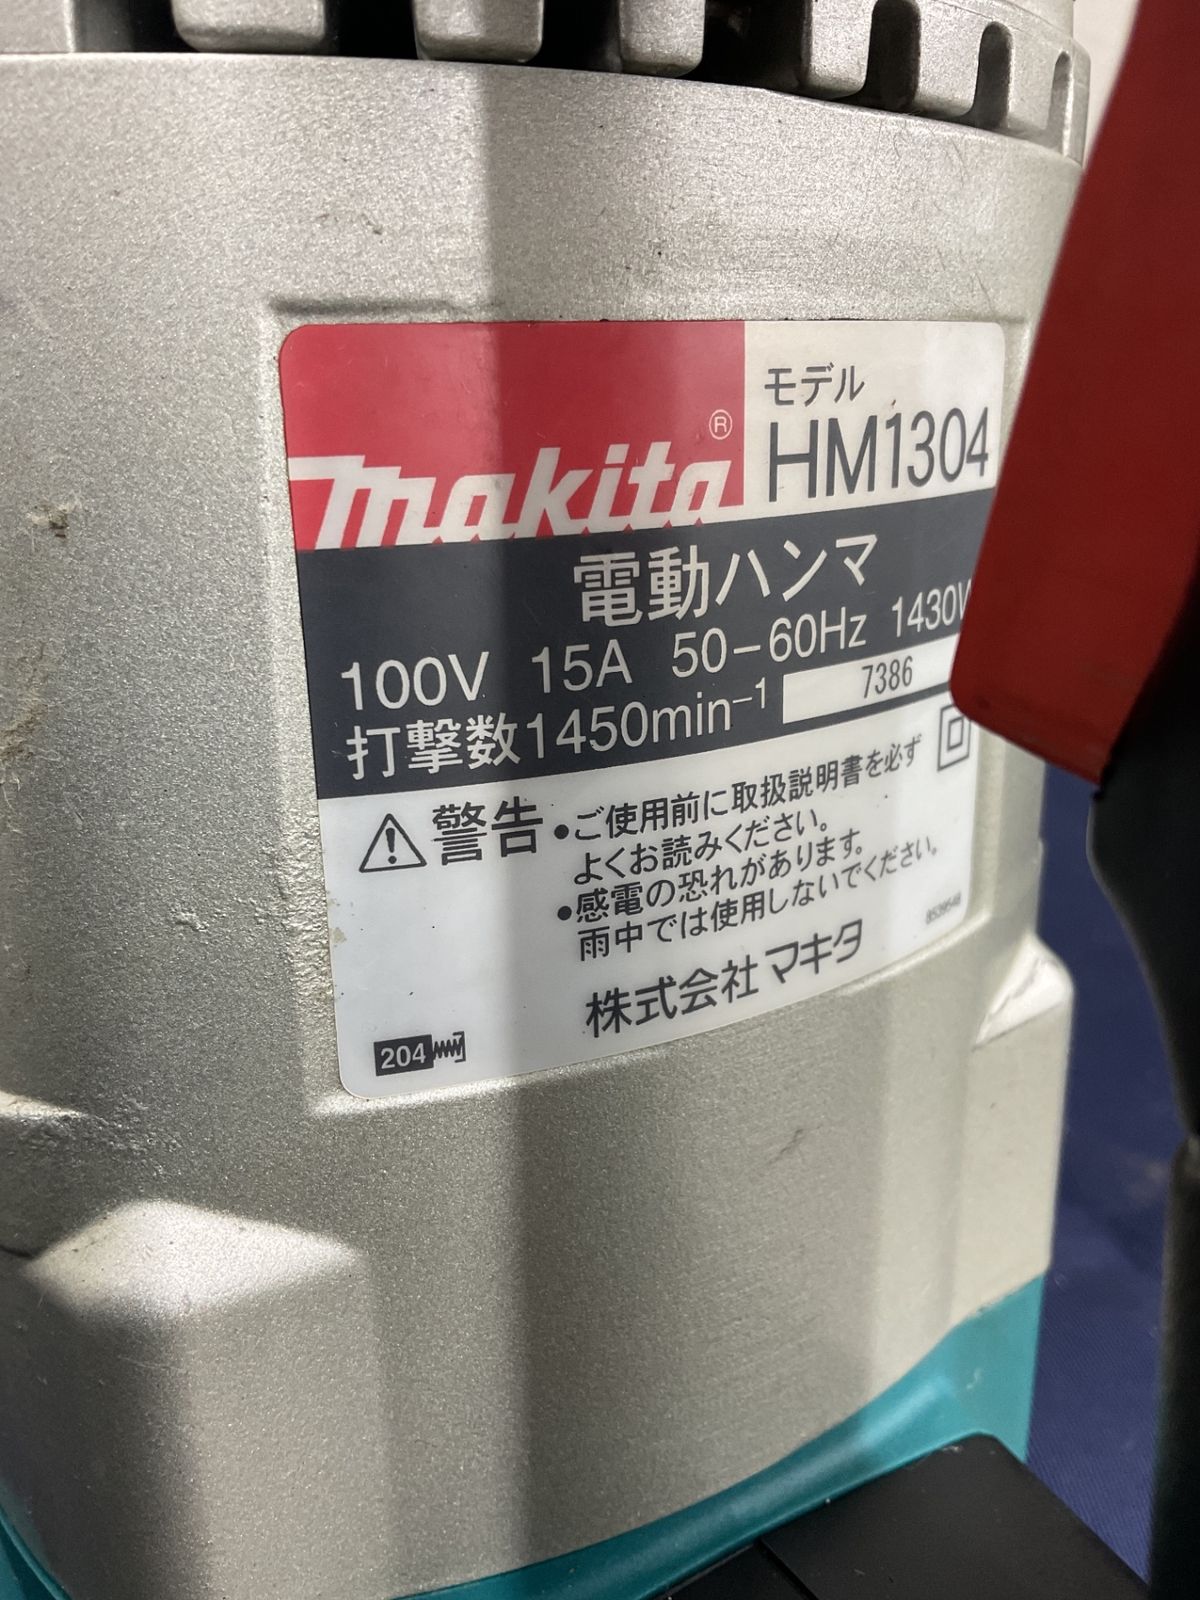 makita®
モデル
HM1304
電動ハンマ
100V 15A 50-60Hz 1430W
打撃数1450min⁻¹ 7386
警告 •ご使用前に取扱説明書を必ず
よくお読みください。
•感電の恐れがあります。
雨中では使用しないでください。
株式会社マキタ
204